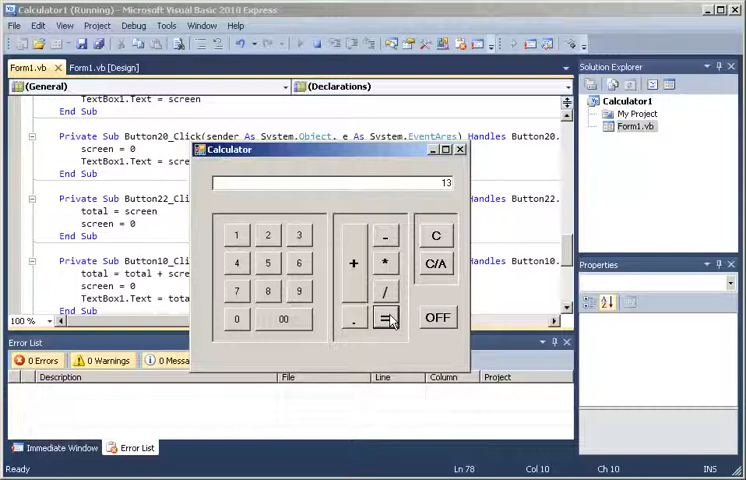 Calculator1 (Running) - Microsoft Visual Basic 2010 Express
File Edit View Project Debug Tools Window Help
Form1.vb Form1.vb [Design]
(General) (Declarations)
TextBox1.Text = screen
End Sub
Private Sub Button20_Click(sender As System.Object, e As System.EventArgs) Handles Button20.
screen = 0
TextBox1.Text =
End Sub
Private Sub Button22_Cli
total = screen
screen = 0
End Sub
Private Sub Button10_Cli
total = total + scre
screen = 0
TextBox1.Text = tota
End Sub
100 %
Calculator
13
1 2 3
4 5 6
7 8 9
0 00
+ - * / . =
C
C/A
OFF
Solution Explorer
Calculator1
My Project
Form1.vb
Properties
Error List
0 Errors 0 Warnings 0 Messa
Description File Line Column Project
Immediate Window Error List
Ready Ln 78 Col 10 Ch 10 INS